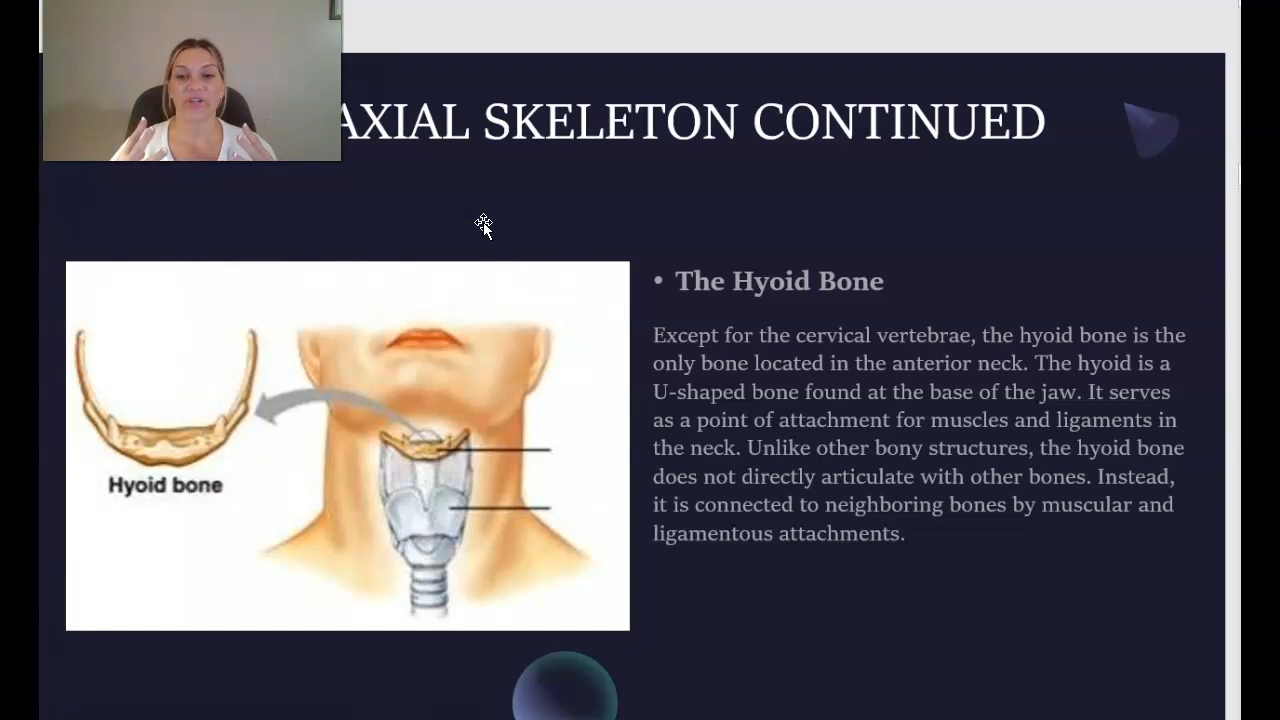 AXIAL SKELETON CONTINUED
Hyoid bone
• The Hyoid Bone
Except for the cervical vertebrae, the hyoid bone is the
only bone located in the anterior neck. The hyoid is a
U-shaped bone found at the base of the jaw. It serves
as a point of attachment for muscles and ligaments in
the neck. Unlike other bony structures, the hyoid bone
does not directly articulate with other bones. Instead,
it is connected to neighboring bones by muscular and
ligamentous attachments.